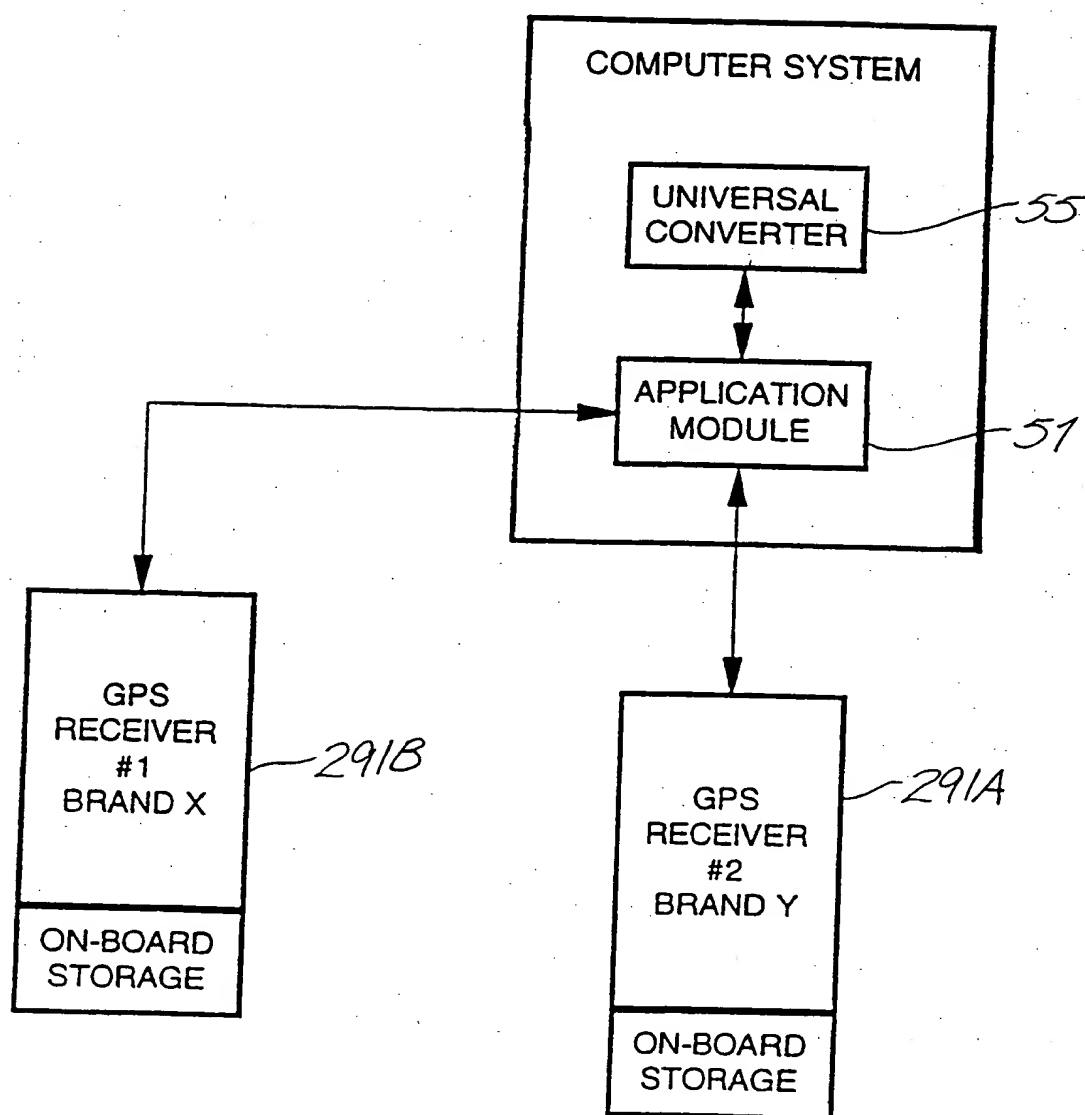 COMPUTER SYSTEM
UNIVERSAL
CONVERTER
55
APPLICATION
MODULE
51
GPS
RECEIVER
#1
BRAND X
291B
ON-BOARD
STORAGE
GPS
RECEIVER
#2
BRAND Y
291A
ON-BOARD
STORAGE